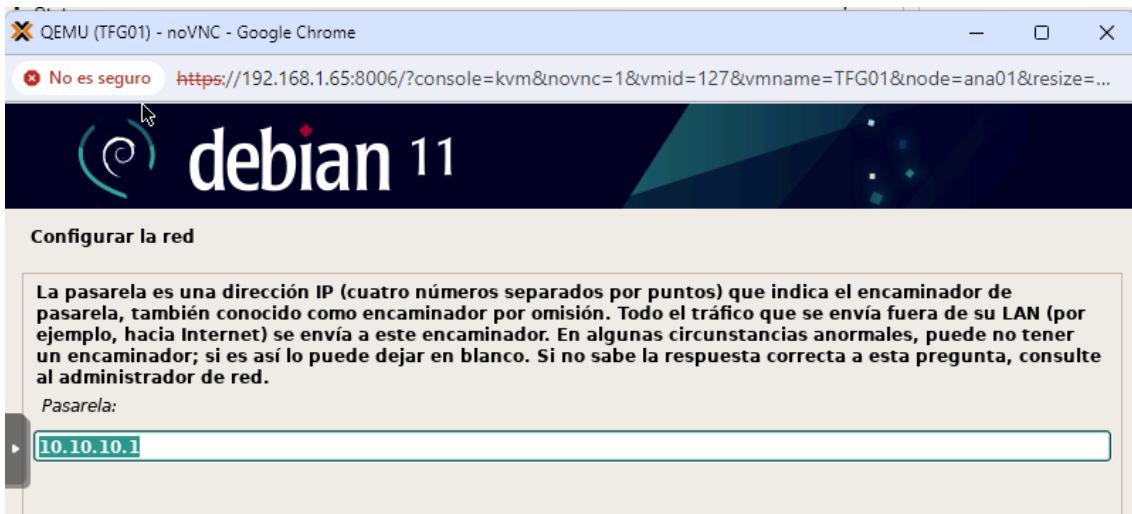 QEMU (TFG01) - noVNC - Google Chrome
No es seguro https://192.168.1.65:8006/?console=kvm&novnc=1&vmid=127&vmname=TFG01&node=ana01&resize=...
debian 11
Configurar la red
La pasarela es una dirección IP (cuatro números separados por puntos) que indica el encaminador de
pasarela, también conocido como encaminador por omisión. Todo el tráfico que se envía fuera de su LAN (por
ejemplo, hacia Internet) se envía a este encaminador. En algunas circunstancias anormales, puede no tener
un encaminador; si es así lo puede dejar en blanco. Si no sabe la respuesta correcta a esta pregunta, consulte
al administrador de red.
Pasarela:
10.10.10.1